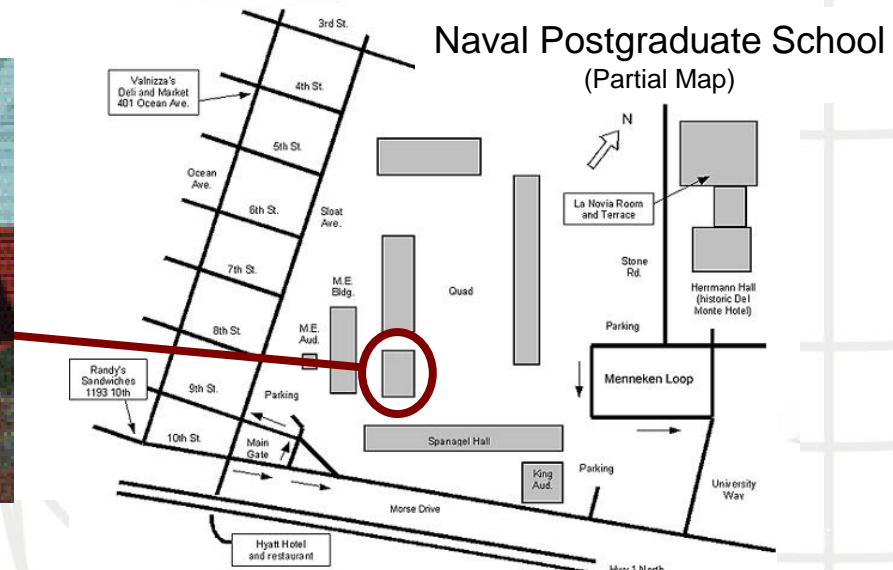 Naval Postgraduate School
(Partial Map)
3rd St.
Valnizza's
Deli and Market
401 Ocean Ave.
4th St.
N
5th St.
Ocean
Ave.
La Novia Room
and Terrace
6th St.
Sloat
Ave.
Stone
Rd.
7th St.
M.E.
Bldg.
Quad
Herrmann Hall
(historic Del
Monte Hotel)
8th St.
M.E.
Aud.
Parking
Randy's
Sandwiches
1193 10th
9th St.
Parking
Menneken Loop
10th St.
Main
Gate
Spanagel Hall
King
Aud.
Parking
University
Way
Morse Drive
Hyatt Hotel
and restaurant
Hwy 1 North